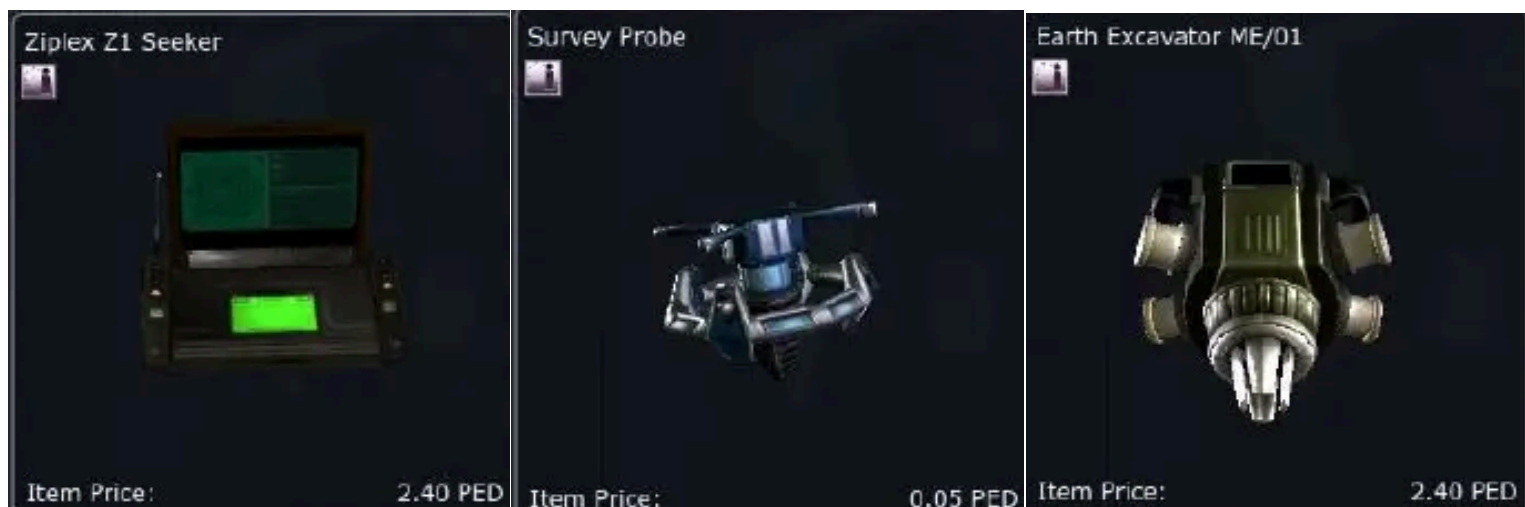 Ziplex Z1 Seeker
Item Price: 2.40 PED
Survey Probe
Item Price: 0.05 PED
Earth Excavator ME/01
Item Price: 2.40 PED